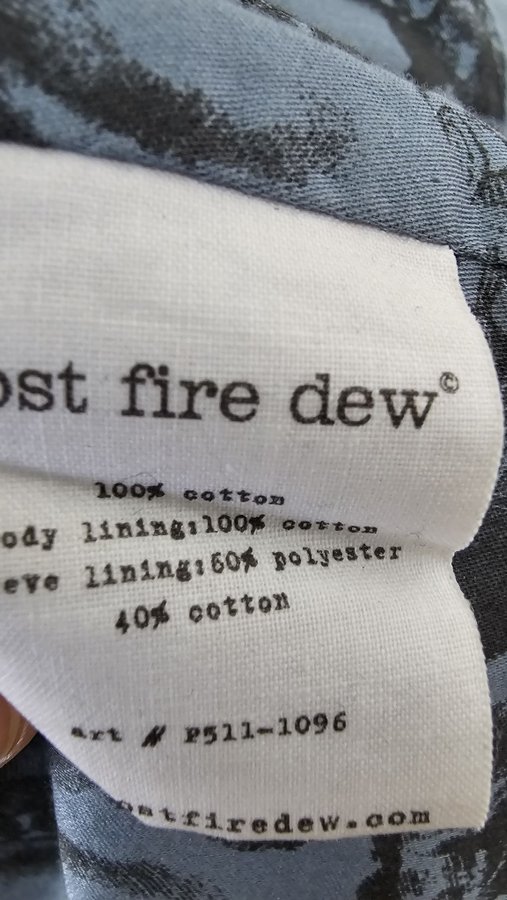 ost fire dew©
100% cotton
ody lining:100% cotton
eve lining:60% polyester
40% cotton
art # P511-1096
ostfiredew.com